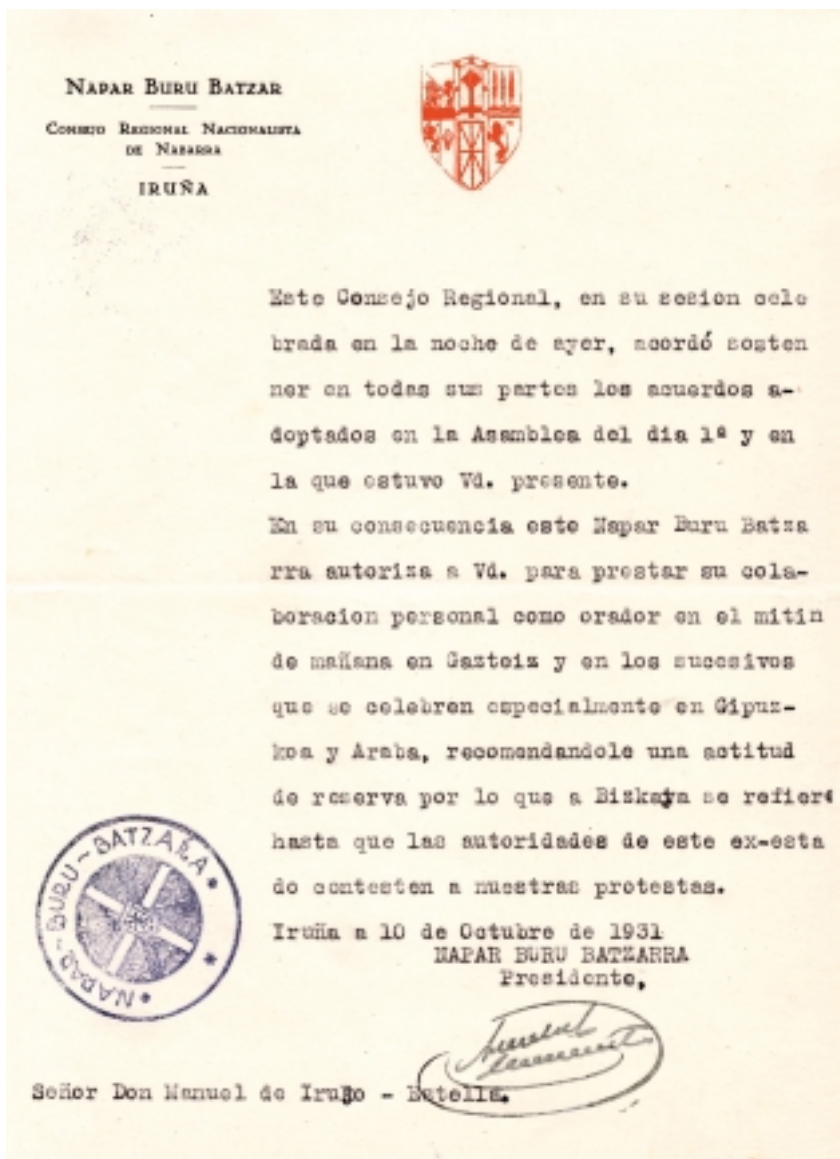 NAPAR BURU BATZAR
CONSEJO REGIONAL NACIONALISTA
DE NABARRA
IRUÑA
Este Consejo Regional, en su sesion cele
brada en la noche de ayer, acordó sosten
ner en todas sus partes los acuerdos a-
doptados en la Asamblea del dia 1ª y en
la que estuvo Vd. presente.
En su consecuencia este Napar Buru Batza
rra autoriza a Vd. para prestar su cola-
boracion personal como orador en el mitin
de mañana en Gazteiz y en los sucesivos
que se celebren especialmente en Gipuz-
koa y Araba, recomendandole una actitud
de reserva por lo que a Bizkaya se refiere
hasta que las autoridades de este ex-esta
do contesten a nuestras protestas.
Iruña a 10 de Octubre de 1931
NAPAR BURU BATZARRA
Presidente,
NAPAR-BURU-BATZARA
Señor Don Manuel de Irujo - Estella.